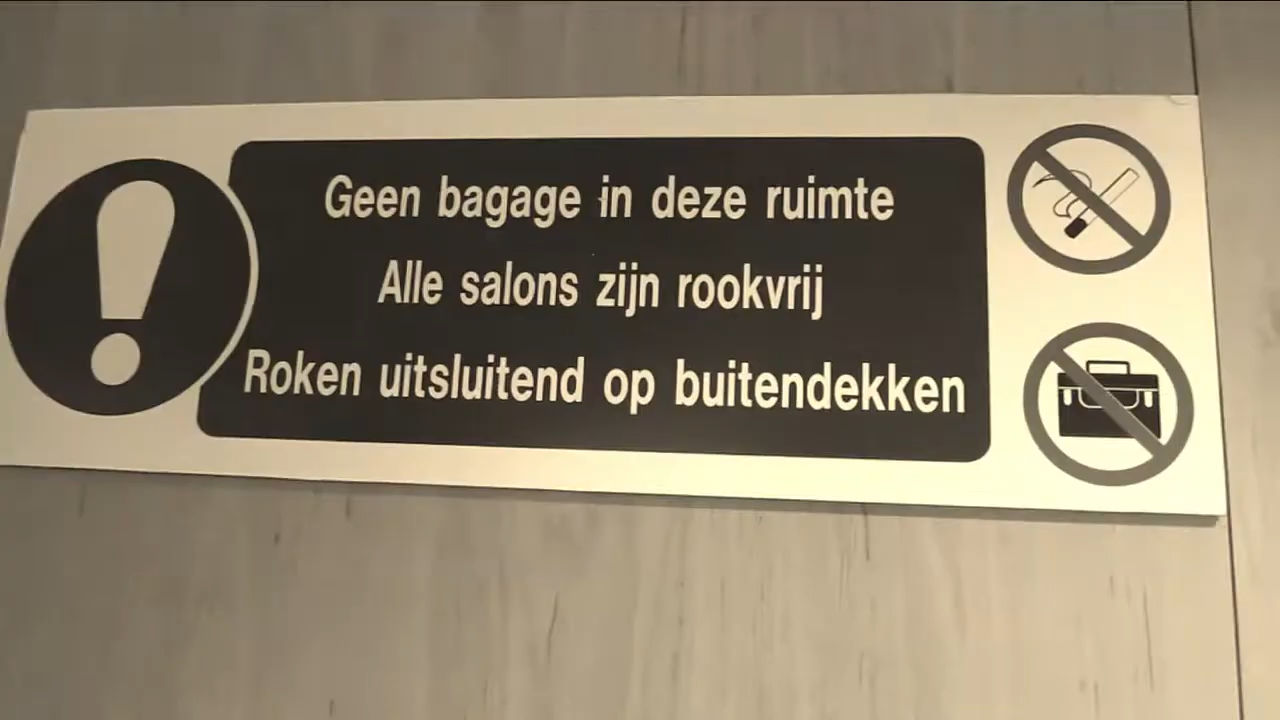 Geen bagage in deze ruimte
Alle salons zijn rookvrij
Roken uitsluitend op buitendekken